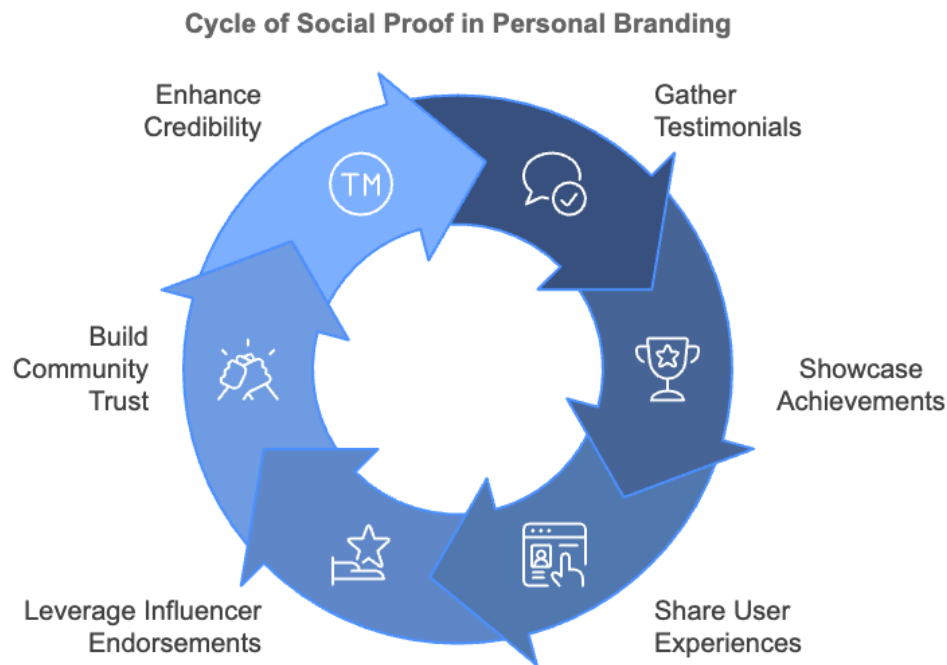 Cycle of Social Proof in Personal Branding
Enhance
Credibility
Gather
Testimonials
TM
Build
Community
Trust
Showcase
Achievements
Leverage Influencer
Endorsements
Share User
Experiences